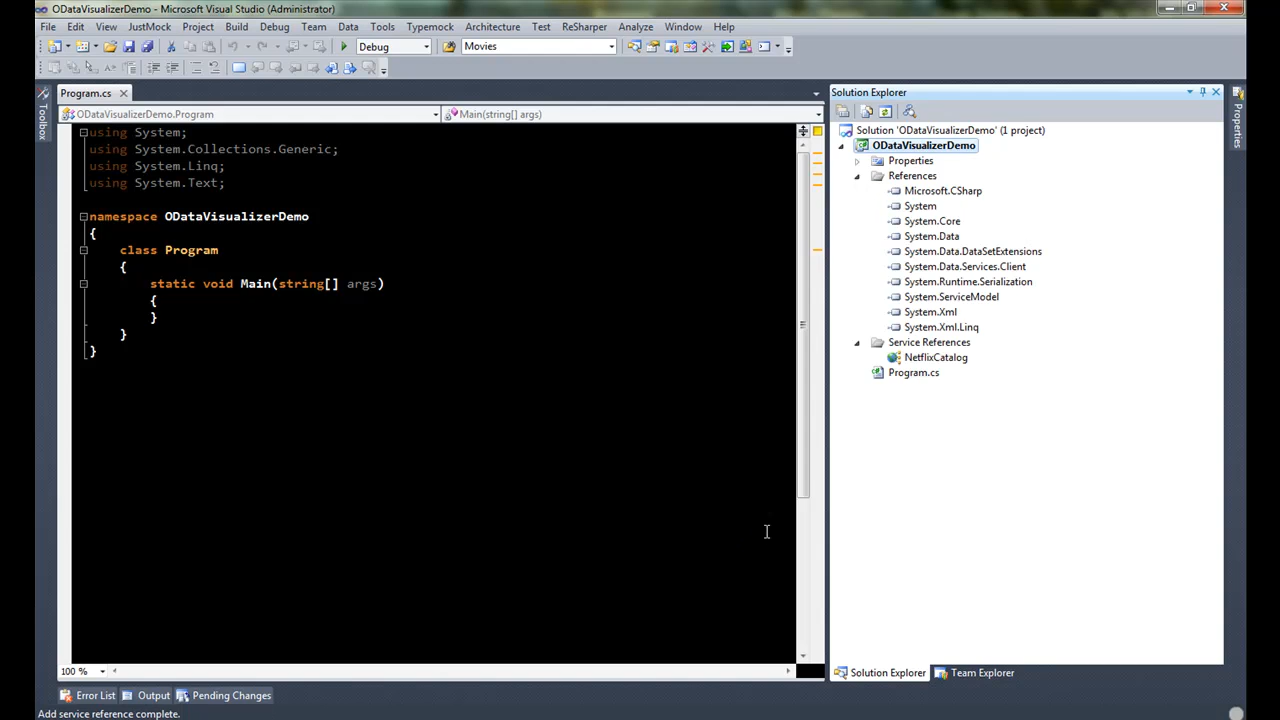 ODataVisualizerDemo - Microsoft Visual Studio (Administrator)
File Edit View JustMock Project Build Debug Team Data Tools Typemock Architecture Test ReSharper Analyze Window Help
Debug Movies
Program.cs
ODataVisualizerDemo.Program Main(string[] args)
using System;
using System.Collections.Generic;
using System.Linq;
using System.Text;
namespace ODataVisualizerDemo
{
class Program
{
static void Main(string[] args)
{
}
}
}
100 %
Toolbox
Solution Explorer
Solution 'ODataVisualizerDemo' (1 project)
ODataVisualizerDemo
Properties
References
Microsoft.CSharp
System
System.Core
System.Data
System.Data.DataSetExtensions
System.Data.Services.Client
System.Runtime.Serialization
System.ServiceModel
System.Xml
System.Xml.Linq
Service References
NetflixCatalog
Program.cs
Properties
Solution Explorer Team Explorer
Error List Output Pending Changes
Add service reference complete.